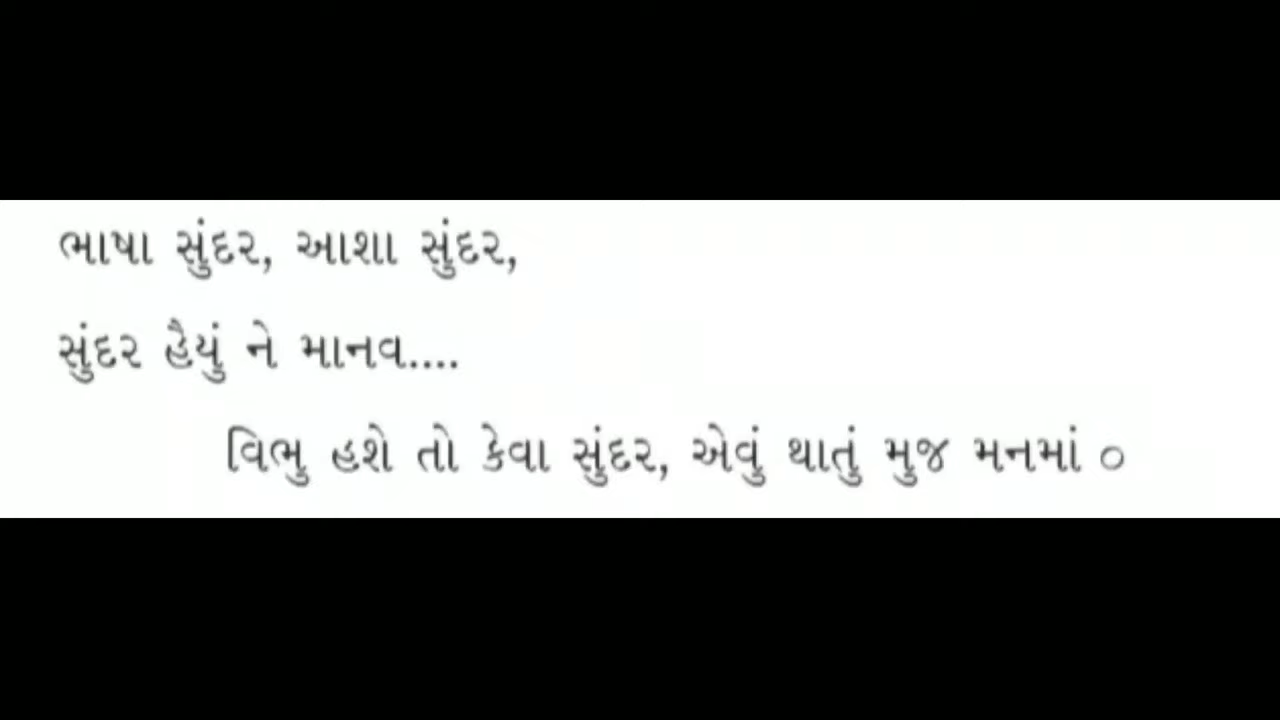 ભાષા સુંદર, આશા સુંદર,
સુંદર હૈયું ને માનવ....
વિભુ હશે તો કેવા સુંદર, એવું થાતું મુજ મનમાં ૦